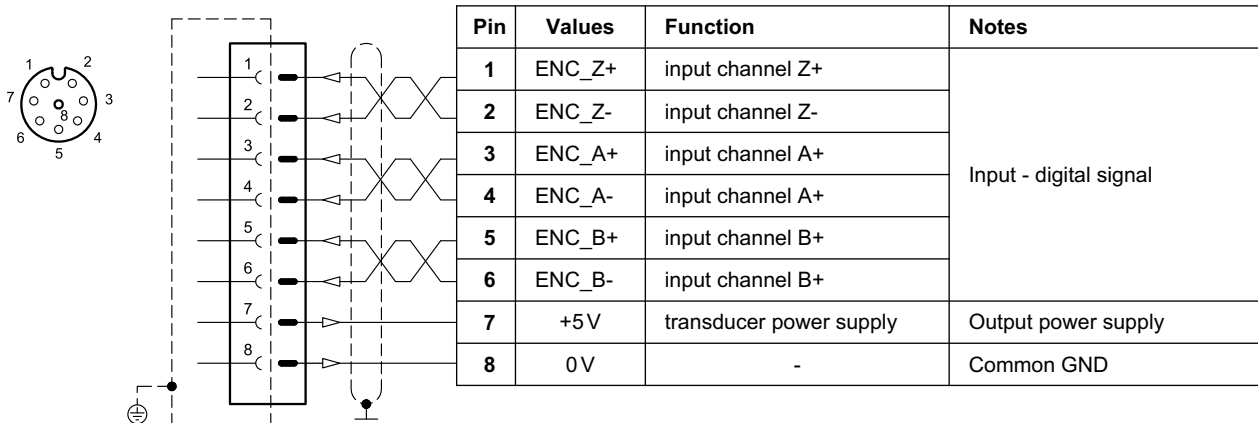 Pin Values Function Notes
1 ENC_Z+ input channel Z+
2 ENC_Z- input channel Z-
3 ENC_A+ input channel A+
Input - digital signal
4 ENC_A- input channel A+
5 ENC_B+ input channel B+
6 ENC_B- input channel B+
7 +5V transducer power supply Output power supply
8 0V - Common GND
1 2
7 8 3
6 4
5
1
2
3
4
5
6
7
8